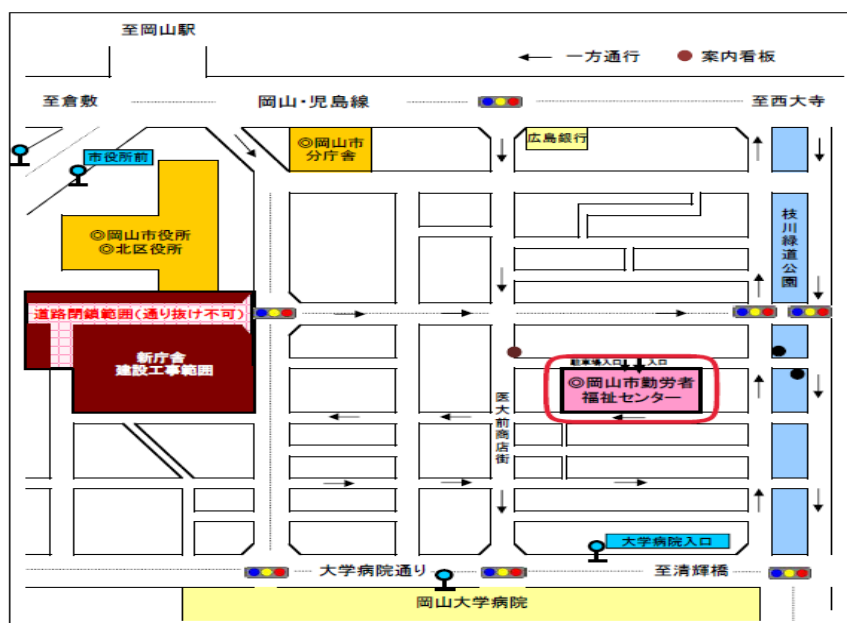 至岡山駅
一方通行
案内看板
至倉敷
岡山・児島線
至西大寺
市役所前
◎岡山市
分庁舎
広島銀行
◎岡山市役所
◎北区役所
枝川緑道公園
道路閉鎖範囲(通り抜け不可)
新庁舎
建設工事範囲
駐車場入口
入口
◎岡山市勤労者
福祉センター
医大前商店街
大学病院入口
大学病院通り
至清輝橋
岡山大学病院